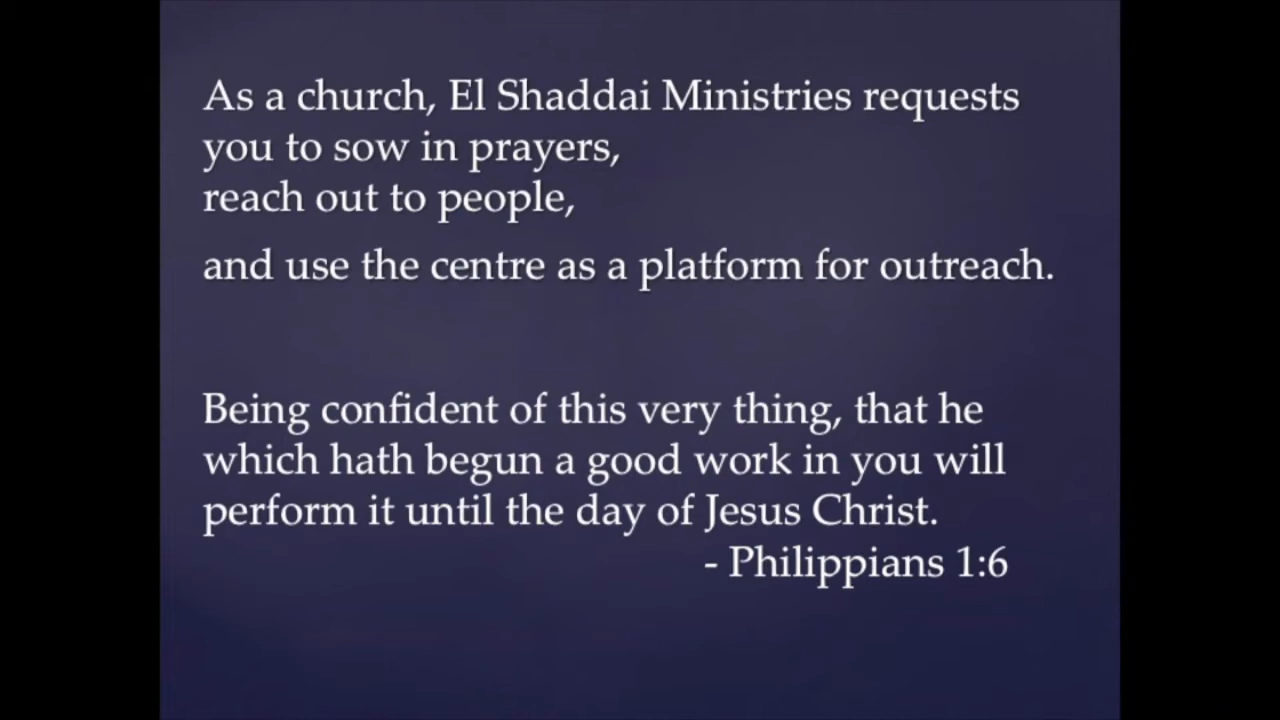 As a church, El Shaddai Ministries requests
you to sow in prayers,
reach out to people,
and use the centre as a platform for outreach.
Being confident of this very thing, that he
which hath begun a good work in you will
perform it until the day of Jesus Christ.
- Philippians 1:6